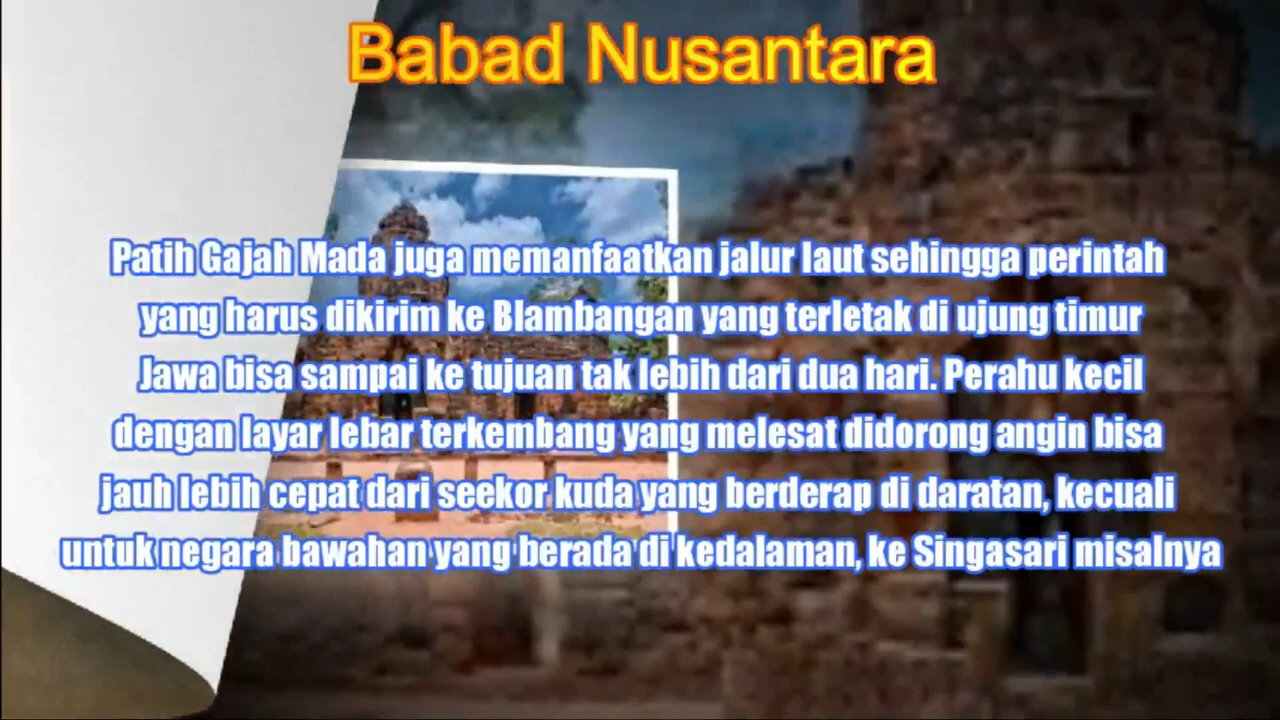 Babad Nusantara
Patih Gajah Mada juga memanfaatkan jalur laut sehingga perintah
yang harus dikirim ke Blambangan yang terletak di ujung timur
Jawa bisa sampai ke tujuan tak lebih dari dua hari. Perahu kecil
dengan layar lebar terkembang yang melesat didorong angin bisa
jauh lebih cepat dari seekor kuda yang berderap di daratan, kecuali
untuk negara bawahan yang berada di kedalaman, ke Singasari misalnya